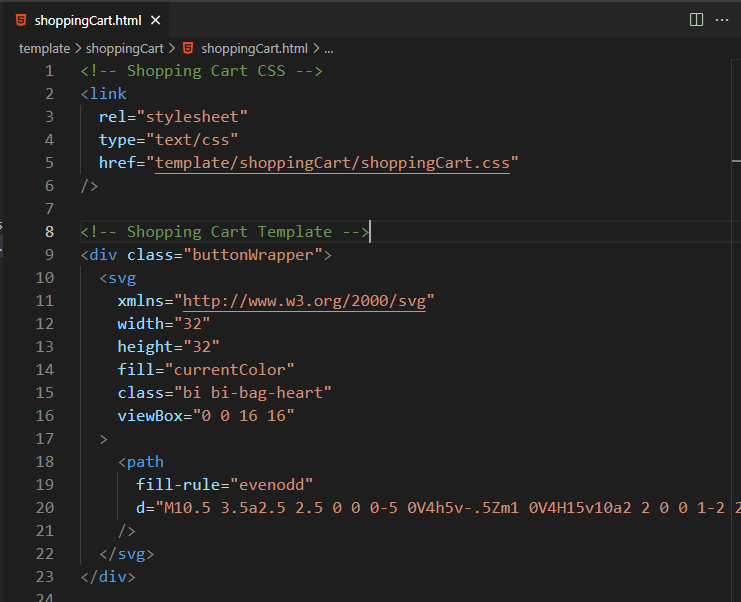 shoppingCart.html
template > shoppingCart > shoppingCart.html > ...
1 <!-- Shopping Cart CSS -->
2 <link
3 rel="stylesheet"
4 type="text/css"
5 href="template/shoppingCart/shoppingCart.css"
6 />
7
8 <!-- Shopping Cart Template -->
9 <div class="buttonWrapper">
10 <svg
11 xmlns="http://www.w3.org/2000/svg"
12 width="32"
13 height="32"
14 fill="currentColor"
15 class="bi bi-bag-heart"
16 viewBox="0 0 16 16"
17 >
18 <path
19 fill-rule="evenodd"
20 d="M10.5 3.5a2.5 2.5 0 0 0-5 0V4h5v-.5Zm1 0V4H15v10a2 2 0 0 1-2 2
21 />
22 </svg>
23 </div>
24